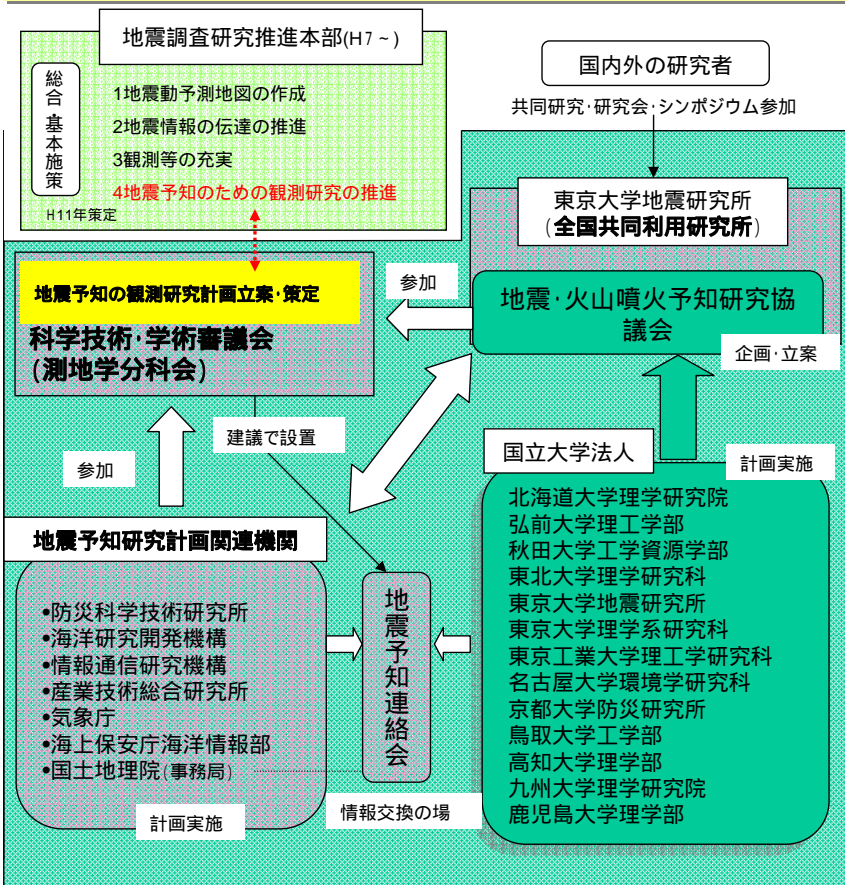 地震調査研究推進本部(H7～)
総合基本施策
1地震動予測地図の作成
2地震情報の伝達の推進
3観測等の充実
4地震予知のための観測研究の推進
H11年策定
国内外の研究者
共同研究･研究会･シンポジウム参加
東京大学地震研究所
(全国共同利用研究所)
地震･火山噴火予知研究協
議会
企画･立案
参加
地震予知の観測研究計画立案･策定
科学技術･学術審議会
(測地学分科会)
建議で設置
参加
国立大学法人
計画実施
北海道大学理学研究院
弘前大学理工学部
秋田大学工学資源学部
東北大学理学研究科
東京大学地震研究所
東京大学理学系研究科
東京工業大学理工学研究科
名古屋大学環境学研究科
京都大学防災研究所
鳥取大学工学部
高知大学理学部
九州大学理学研究院
鹿児島大学理学部
地震予知研究計画関連機関
•防災科学技術研究所
•海洋研究開発機構
•情報通信研究機構
•産業技術総合研究所
•気象庁
•海上保安庁海洋情報部
•国土地理院(事務局)
計画実施
地震予知連絡会
情報交換の場